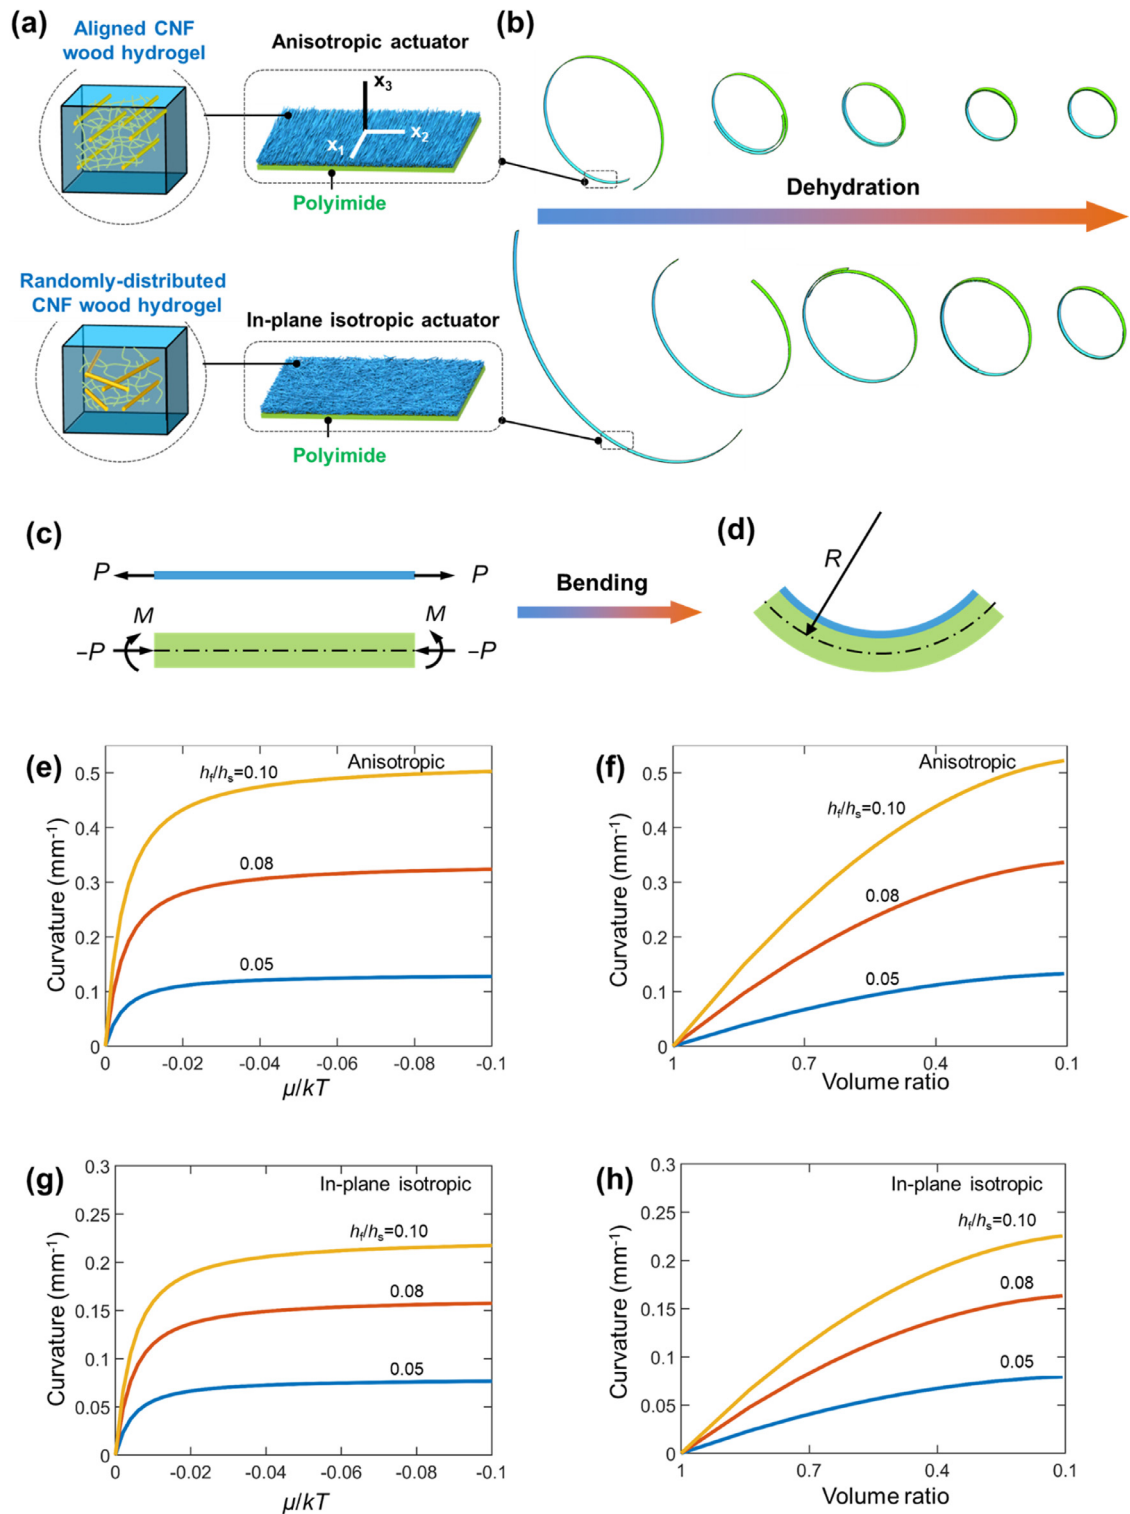 (a)
Aligned CNF
wood hydrogel
Anisotropic actuator
x3
x2
x1
Polyimide
(b)
Dehydration
Randomly-distributed
CNF wood hydrogel
In-plane isotropic actuator
Polyimide
(c)
P
P
M
M
–P
–P
Bending
(d)
R
(e)
Anisotropic
hf/hs=0.10
0.08
0.05
Curvature (mm-1)
0.5
0.4
0.3
0.2
0.1
0
0 -0.02 -0.04 -0.06 -0.08 -0.1
μ/kT
(f)
Anisotropic
hf/hs=0.10
0.08
0.05
Curvature (mm-1)
0.5
0.4
0.3
0.2
0.1
0
1 0.7 0.4 0.1
Volume ratio
(g)
In-plane isotropic
hf/hs=0.10
0.08
0.05
Curvature (mm-1)
0.3
0.25
0.2
0.15
0.1
0.05
0
0 -0.02 -0.04 -0.06 -0.08 -0.1
μ/kT
(h)
In-plane isotropic
hf/hs=0.10
0.08
0.05
Curvature (mm-1)
0.3
0.25
0.2
0.15
0.1
0.05
0
1 0.7 0.4 0.1
Volume ratio